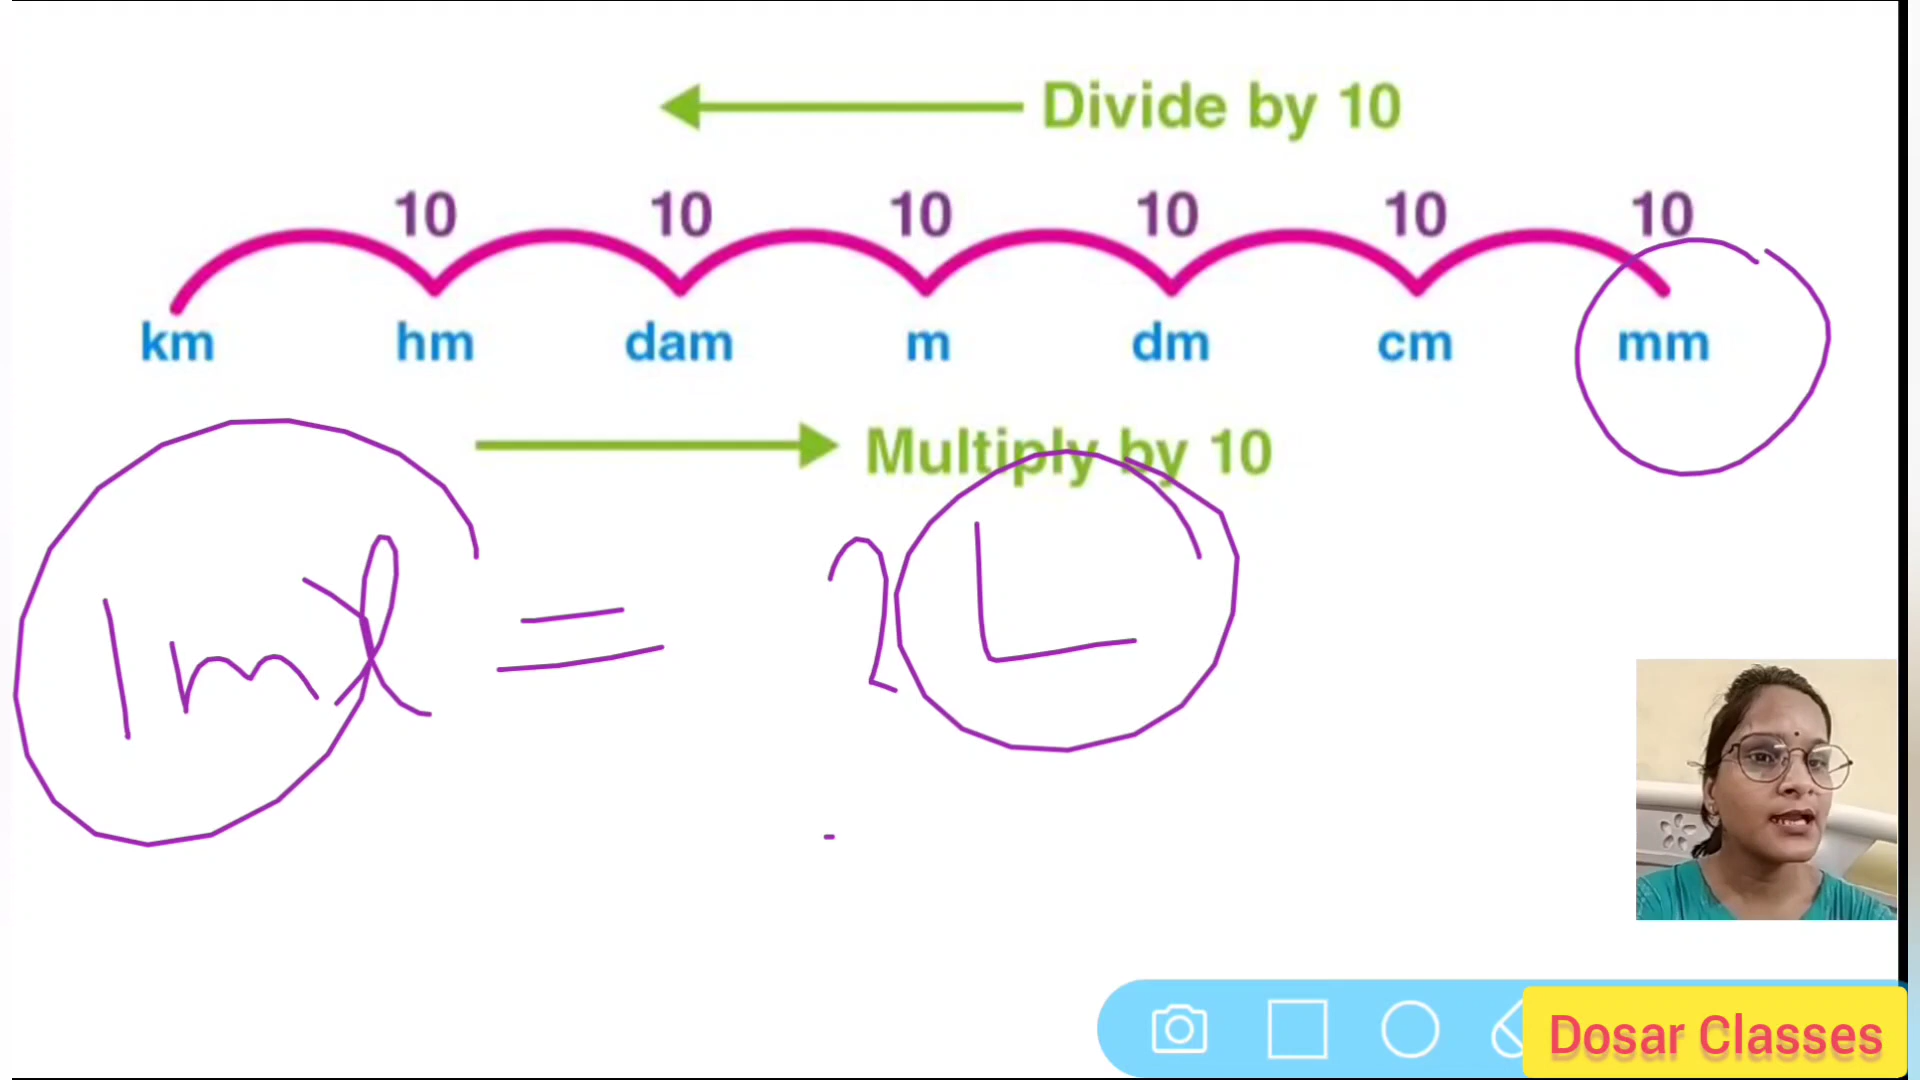 Divide by 10
10 10 10 10 10 10
km hm dam m dm cm mm
Multiply by 10
1ml = L
Dosar Classes